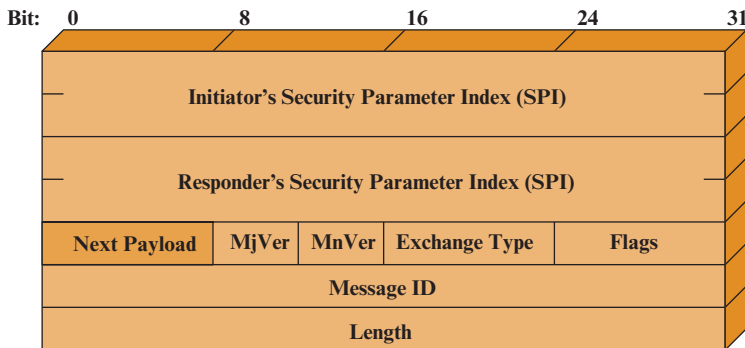 Bit: 0 8 16 24 31
Initiator’s Security Parameter Index (SPI)
Responder’s Security Parameter Index (SPI)
Next Payload MjVer MnVer Exchange Type Flags
Message ID
Length